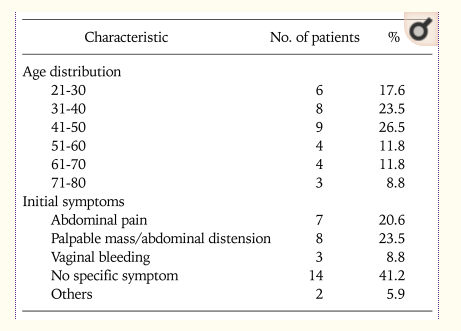 Characteristic No. of patients %
Age distribution
21-30 6 17.6
31-40 8 23.5
41-50 9 26.5
51-60 4 11.8
61-70 4 11.8
71-80 3 8.8
Initial symptoms
Abdominal pain 7 20.6
Palpable mass/abdominal distension 8 23.5
Vaginal bleeding 3 8.8
No specific symptom 14 41.2
Others 2 5.9